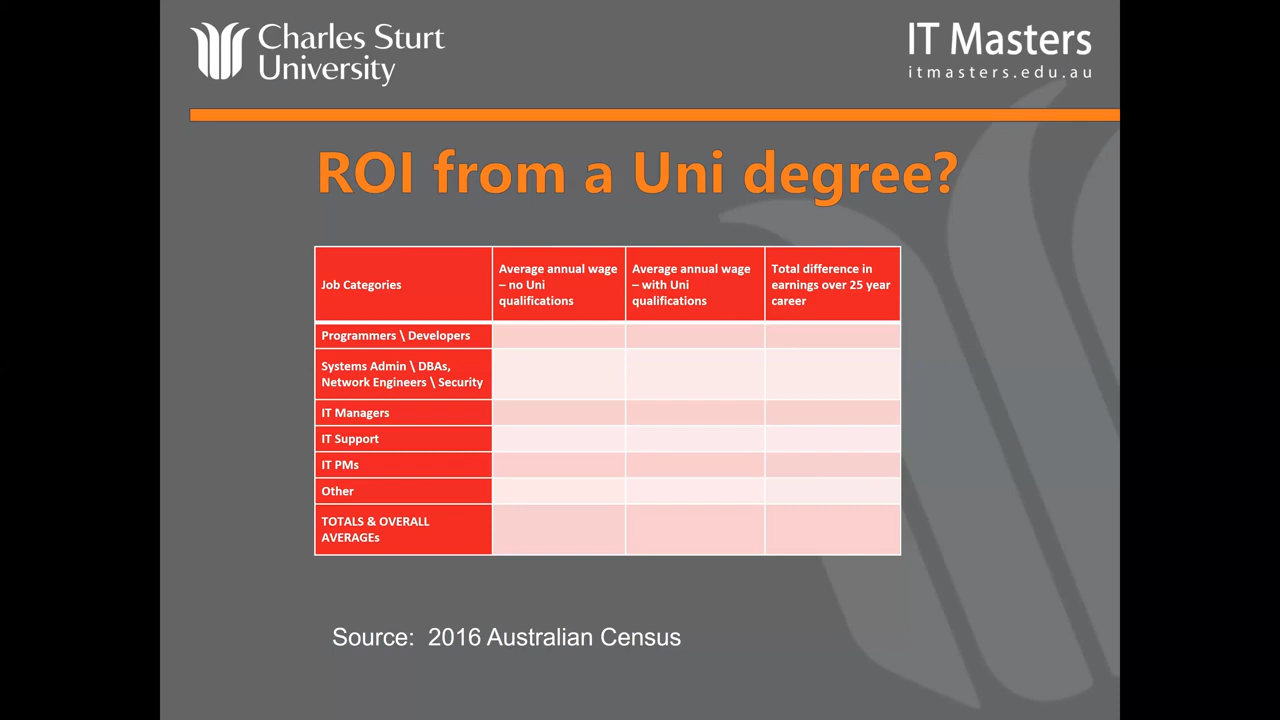 Charles Sturt
University
IT Masters
itmasters.edu.au
ROI from a Uni degree?
Job Categories
Average annual wage
– no Uni
qualifications
Average annual wage
– with Uni
qualifications
Total difference in
earnings over 25 year
career
Programmers \ Developers
Systems Admin \ DBAs,
Network Engineers \ Security
IT Managers
IT Support
IT PMs
Other
TOTALS & OVERALL
AVERAGEs
Source:  2016 Australian Census